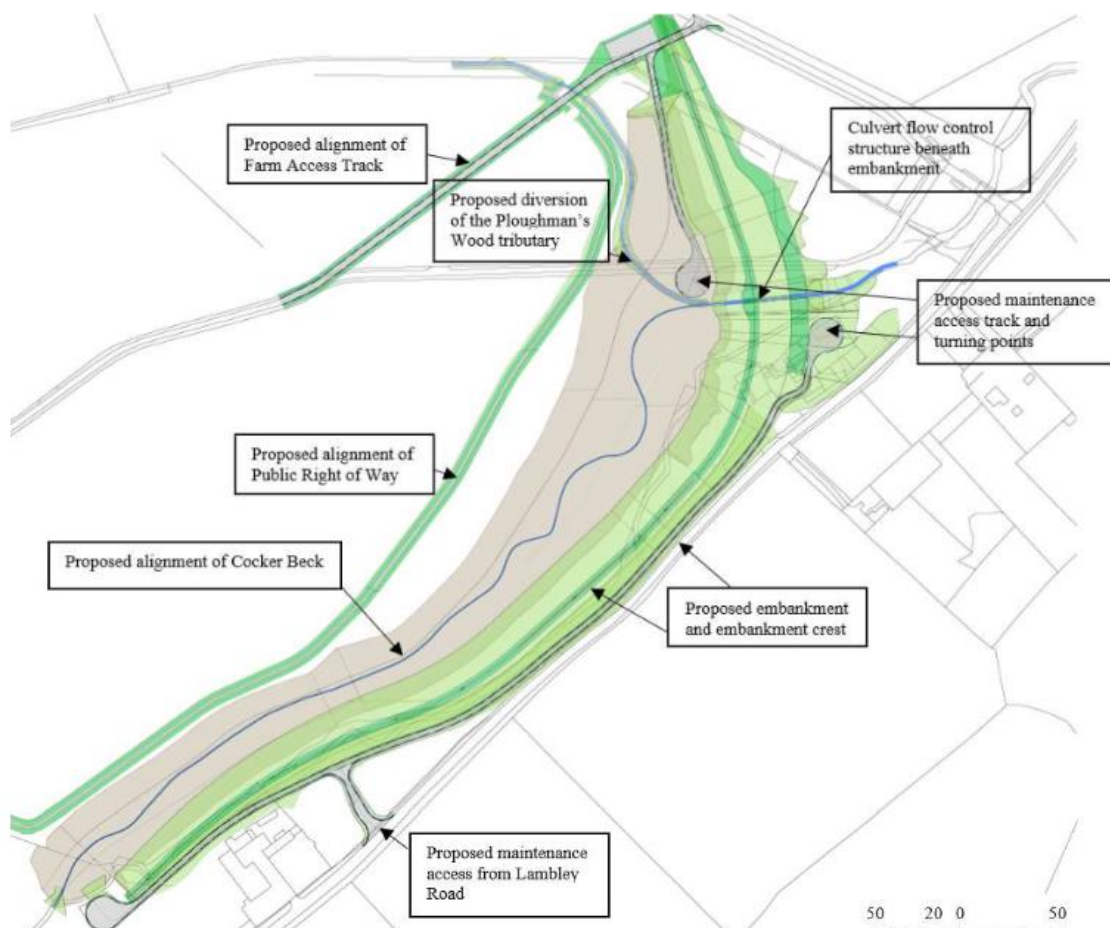 Proposed alignment of
Farm Access Track
Culvert flow control
structure beneath
embankment
Proposed diversion
of the Ploughman's
Wood tributary
Proposed maintenance
access track and
turning points
Proposed alignment of
Public Right of Way
Proposed alignment of Cocker Beck
Proposed embankment
and embankment crest
Proposed maintenance
access from Lambley
Road
50 20 0 50